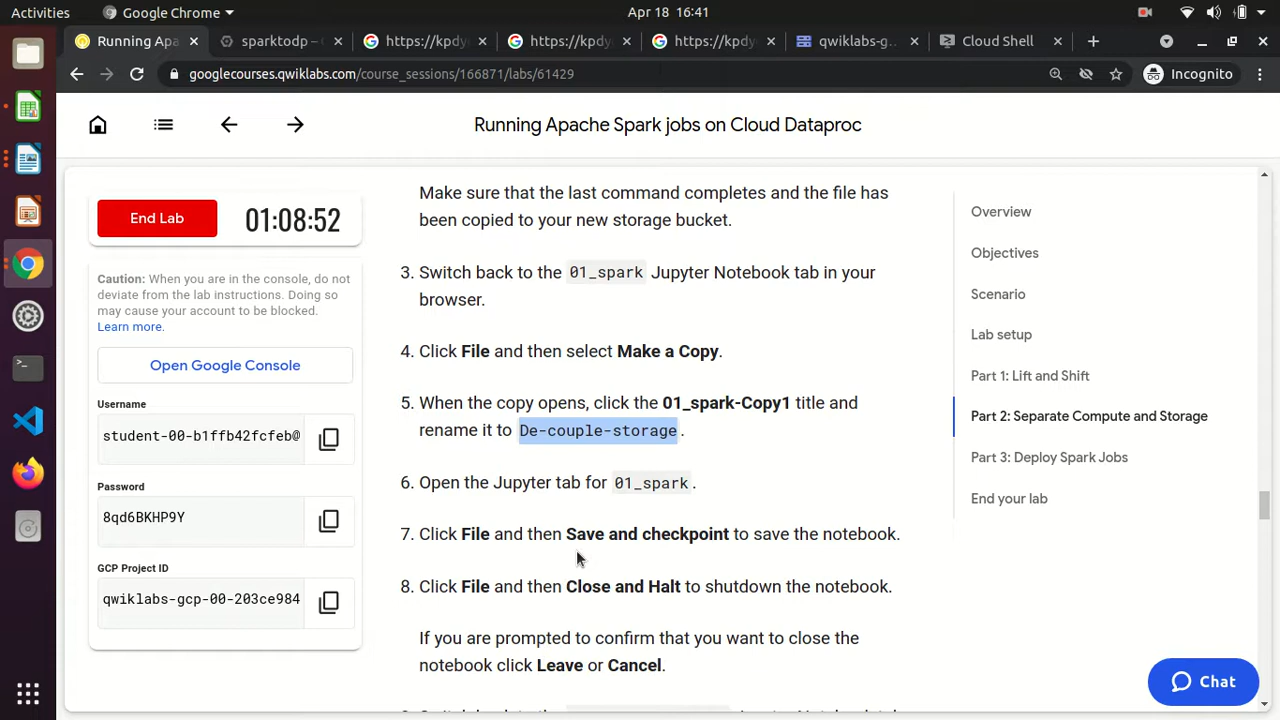 Activities
Google Chrome
Apr 18 16:41
Running Apa
sparktodp –
https://kpdy
https://kpdy
https://kpdy
qwiklabs-g
Cloud Shell
googlecourses.qwiklabs.com/course_sessions/166871/labs/61429
Incognito
Running Apache Spark jobs on Cloud Dataproc
End Lab
01:08:52
Caution: When you are in the console, do not
deviate from the lab instructions. Doing so
may cause your account to be blocked.
Learn more.
Open Google Console
Username
student-00-b1ffb42fcfeb@
Password
8qd6BKHP9Y
GCP Project ID
qwiklabs-gcp-00-203ce984
Make sure that the last command completes and the file has
been copied to your new storage bucket.
3. Switch back to the 01_spark Jupyter Notebook tab in your
browser.
4. Click File and then select Make a Copy.
5. When the copy opens, click the 01_spark-Copy1 title and
rename it to De-couple-storage.
6. Open the Jupyter tab for 01_spark.
7. Click File and then Save and checkpoint to save the notebook.
8. Click File and then Close and Halt to shutdown the notebook.
If you are prompted to confirm that you want to close the
notebook click Leave or Cancel.
Overview
Objectives
Scenario
Lab setup
Part 1: Lift and Shift
Part 2: Separate Compute and Storage
Part 3: Deploy Spark Jobs
End your lab
Chat